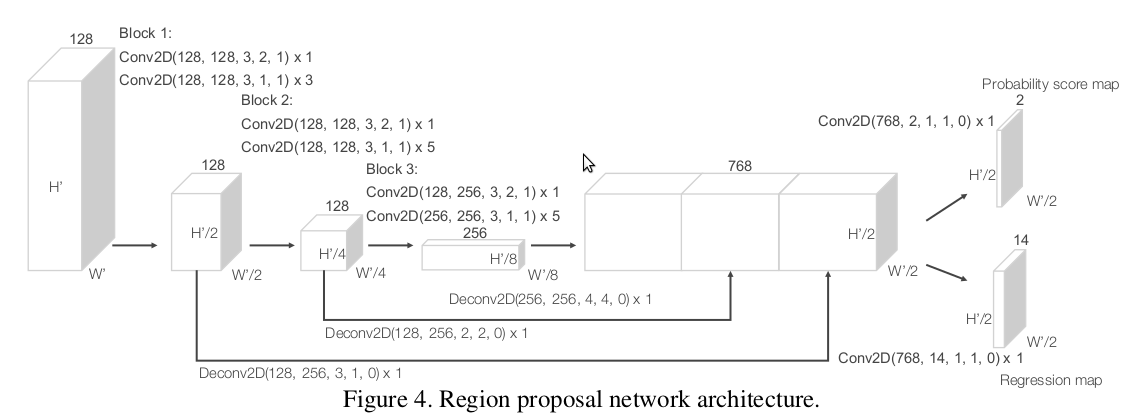 128
Block 1:
Conv2D(128, 128, 3, 2, 1) x 1
Conv2D(128, 128, 3, 1, 1) x 3
H'
W'
Block 2:
Conv2D(128, 128, 3, 2, 1) x 1
Conv2D(128, 128, 3, 1, 1) x 5
128
H'/2
W'/2
Block 3:
Conv2D(128, 256, 3, 2, 1) x 1
Conv2D(256, 256, 3, 1, 1) x 5
128
H'/4
W'/4
256
H'/8
W'/8
768
H'/2
W'/2
Deconv2D(256, 256, 4, 4, 0) x 1
Deconv2D(128, 256, 2, 2, 0) x 1
Deconv2D(128, 256, 3, 1, 0) x 1
Probability score map
2
Conv2D(768, 2, 1, 1, 0) x 1
H'/2
W'/2
14
H'/2
W'/2
Conv2D(768, 14, 1, 1, 0) x 1
Regression map
Figure 4. Region proposal network architecture.